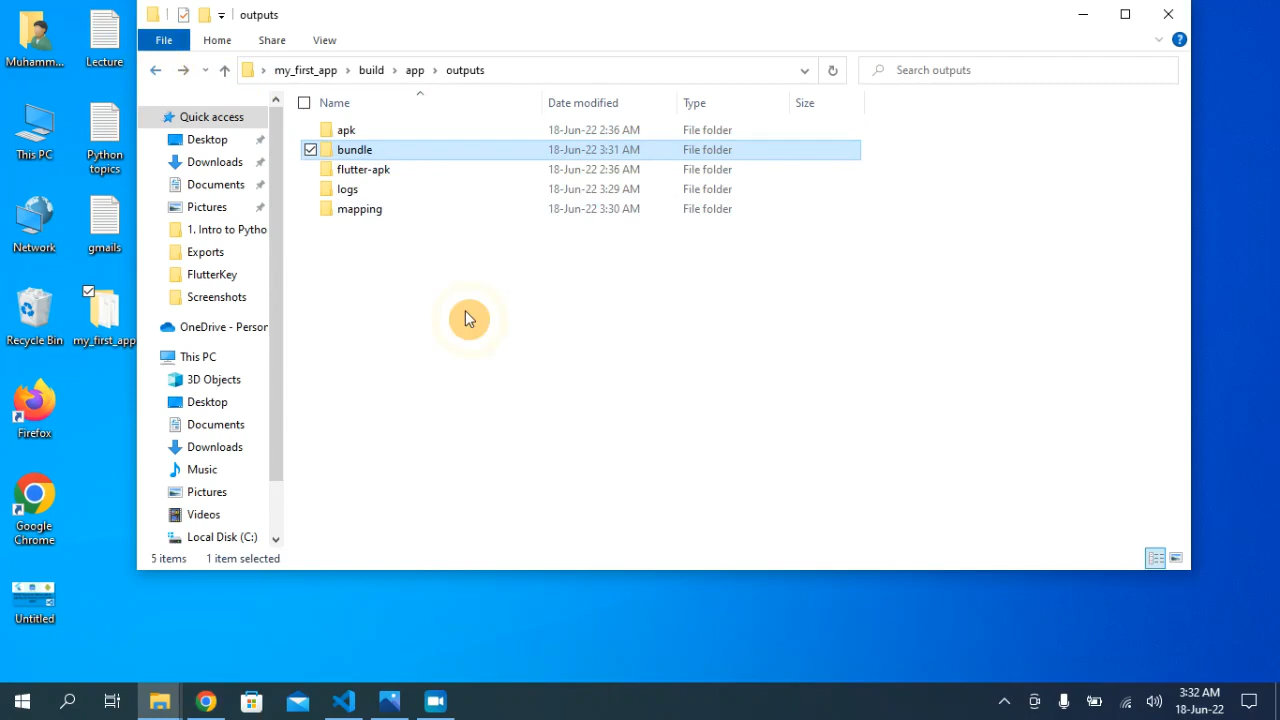 outputs
File
Home
Share
View
my_first_app
build
app
outputs
Search outputs
Name
Date modified
Type
Size
apk
18-Jun-22 2:36 AM
File folder
bundle
18-Jun-22 3:31 AM
File folder
flutter-apk
18-Jun-22 2:36 AM
File folder
logs
18-Jun-22 3:29 AM
File folder
mapping
18-Jun-22 3:30 AM
File folder
Quick access
Desktop
Downloads
Documents
Pictures
1. Intro to Pytho
Exports
FlutterKey
Screenshots
OneDrive - Person
This PC
3D Objects
Desktop
Documents
Downloads
Music
Pictures
Videos
Local Disk (C:)
5 items
1 item selected
Muhamm...
Lecture
This PC
Python
topics
Network
gmails
Recycle Bin
my_first_app
Firefox
Google
Chrome
Untitled
3:32 AM
18-Jun-22